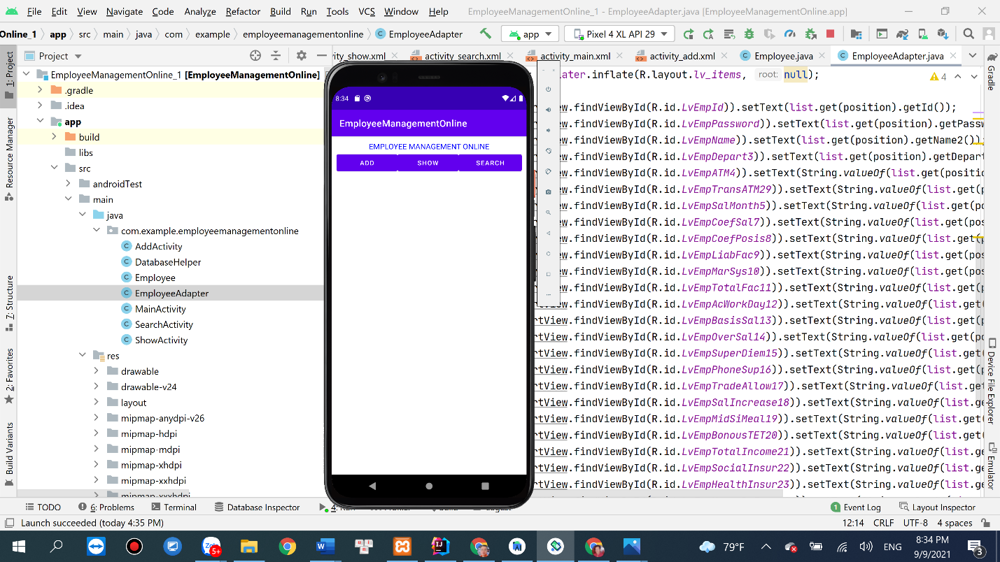 File Edit View Navigate Code Analyze Refactor Build Run Tools VCS Window Help EmployeeManagementOnline_1 - EmployeeAdapter.java [EmployeeManagementOnline.app]
Online_1 app src main java com example employeemanagementonline EmployeeAdapter app Pixel 4 XL API 29
Project
ity_show.xml activity_search.xml activity_main.xml activity_add.xml Employee.java EmployeeAdapter.java
1: Project
Resource Manager
Z: Structure
2: Favorites
Build Variants
EmployeeManagementOnline_1 [EmployeeManagementOnline]
.gradle
.idea
app
build
libs
src
androidTest
main
java
com.example.employeemanagementonline
AddActivity
DatabaseHelper
Employee
EmployeeAdapter
MainActivity
SearchActivity
ShowActivity
res
drawable
drawable-v24
layout
mipmap-anydpi-v26
mipmap-hdpi
mipmap-mdpi
mipmap-xhdpi
mipmap-xxhdpi
mipmap-xxxhdpi
8:34
EmployeeManagementOnline
EMPLOYEE MANAGEMENT ONLINE
ADD SHOW SEARCH
ater.inflate(R.layout.lv_items, root: null);
4
ew.findViewById(R.id.LvEmpId)).setText(list.get(position).getId());
ew.findViewById(R.id.LvEmpPassword)).setText(list.get(position).getPassw
ew.findViewById(R.id.LvEmpName)).setText(list.get(position).getName2())
ew.findViewById(R.id.LvEmpDepart3)).setText(list.get(position).getDepar
ew.findViewById(R.id.LvEmpATM4)).setText(String.valueOf(list.get(positio
ew.findViewById(R.id.LvEmpTransATM29)).setText(String.valueOf(list.get(p
ew.findViewById(R.id.LvEmpSalMonth5)).setText(String.valueOf(list.get(po
ew.findViewById(R.id.LvEmpCoefSal7)).setText(String.valueOf(list.get(pos
ew.findViewById(R.id.LvEmpCoefPosis8)).setText(String.valueOf(list.get(p
ew.findViewById(R.id.LvEmpLiabFac9)).setText(String.valueOf(list.get(pos
ew.findViewById(R.id.LvEmpMarSys10)).setText(String.valueOf(list.get(pos
ew.findViewById(R.id.LvEmpTotalFac11)).setText(String.valueOf(list.get(p
rtView.findViewById(R.id.LvEmpAcWorkDay12)).setText(String.valueOf(list.get(
rtView.findViewById(R.id.LvEmpBasisSal13)).setText(String.valueOf(list.get(p
rtView.findViewById(R.id.LvEmpOverSal14)).setText(String.valueOf(list.get(po
rtView.findViewById(R.id.LvEmpSuperDiem15)).setText(String.valueOf(list.get(
rtView.findViewById(R.id.LvEmpPhoneSup16)).setText(String.valueOf(list.get(p
rtView.findViewById(R.id.LvEmpTradeAllow17)).setText(String.valueOf(list.get
rtView.findViewById(R.id.LvEmpSalIncrease18)).setText(String.valueOf(list.ge
rtView.findViewById(R.id.LvEmpMidSiMeal19)).setText(String.valueOf(list.get(
rtView.findViewById(R.id.LvEmpBonousTET20)).setText(String.valueOf(list.get(
rtView.findViewById(R.id.LvEmpTotalIncome21)).setText(String.valueOf(list.ge
rtView.findViewById(R.id.LvEmpSocialInsur22)).setText(String.valueOf(list.ge
rtView.findViewById(R.id.LvEmpHealthInsur23)).setText(String.valueOf(list.ge
Gradle
Device File Explorer
Emulator
TODO 6: Problems Terminal Database Inspector 4: Run 1 Event Log Layout Inspector
Launch succeeded (today 4:35 PM) 12:14 CRLF UTF-8 4 spaces
5+ 79°F ENG 8:34 PM
9/9/2021 3